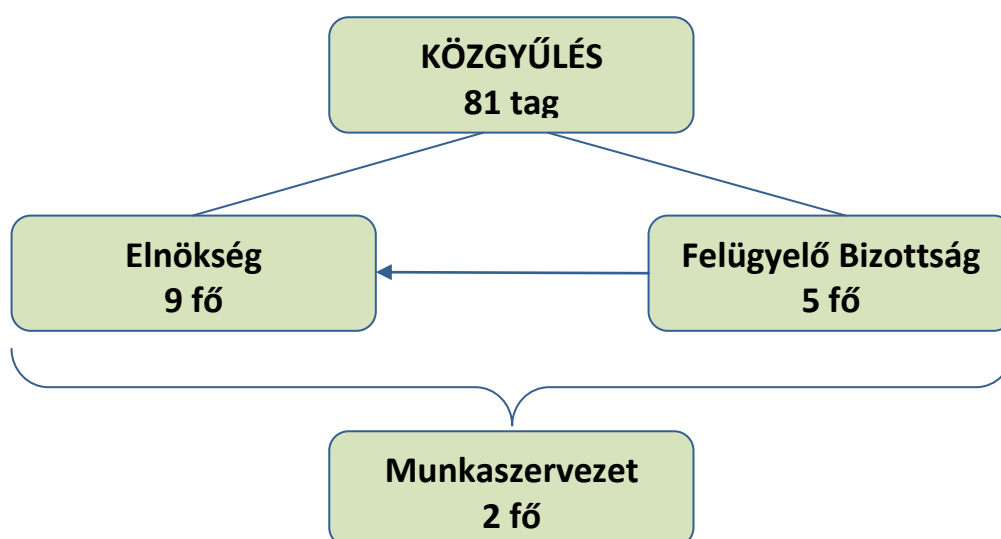 KÖZGYŰLÉS
81 tag
Elnökség
9 fő
Felügyelő Bizottság
5 fő
Munkaszervezet
2 fő